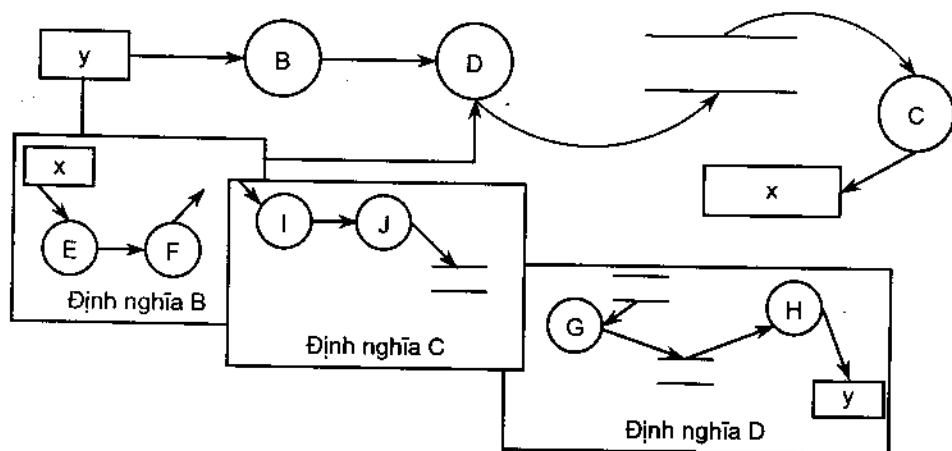 y
B
D
C
x
x
E
F
Định nghĩa B
I
J
Định nghĩa C
G
H
y
Định nghĩa D